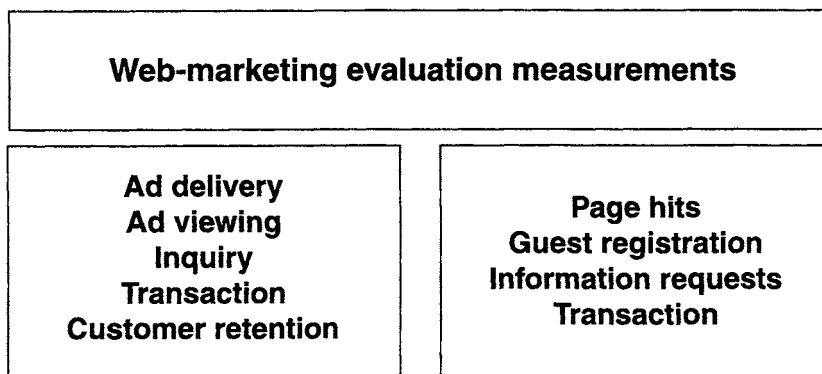 Web-marketing evaluation measurements
Ad delivery
Ad viewing
Inquiry
Transaction
Customer retention
Page hits
Guest registration
Information requests
Transaction